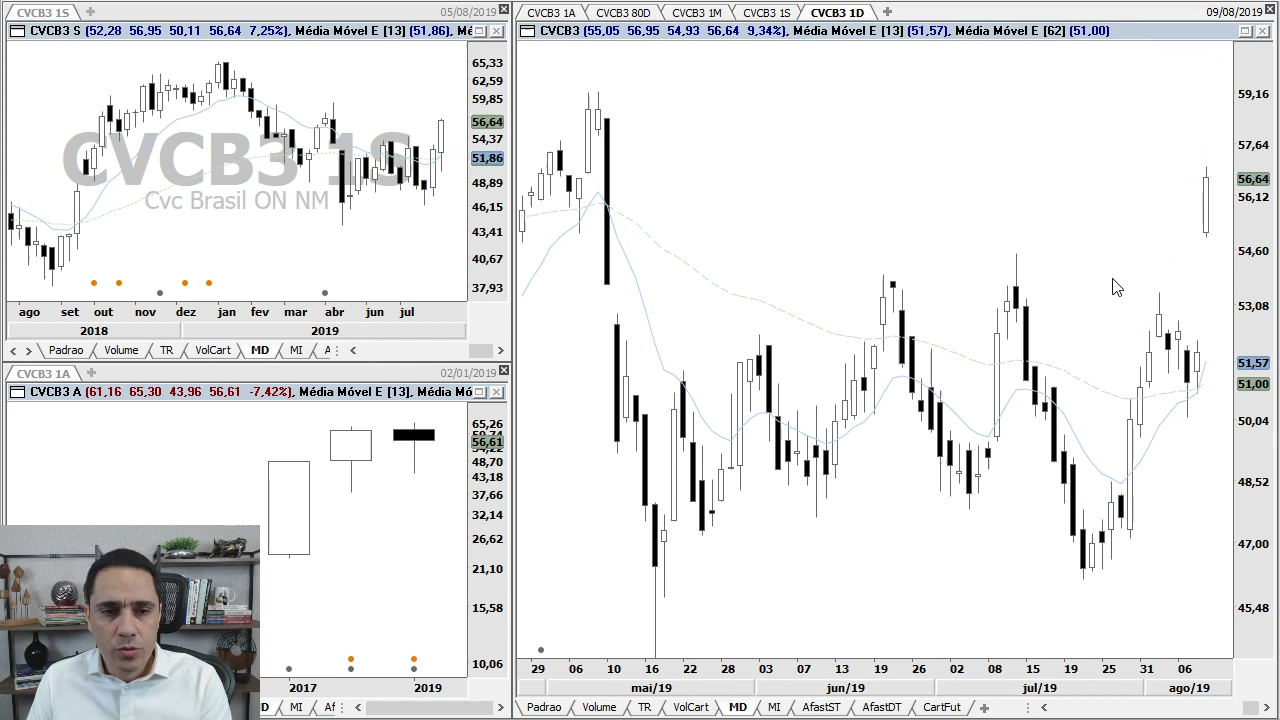 CVCB3 1S
05/08/2019
CVCB3 S (52,28 56,95 50,11 56,64 7,25%), Média Móvel E [13] (51,86), Mé
65,33
62,59
59,85
56,64
54,37
51,86
48,89
46,15
43,41
40,67
37,93
CVCB3 1S
Cvc Brasil ON NM
ago set out nov dez jan fev mar abr jun jul
2018 2019
Padrao Volume TR VolCart MD MI A
CVCB3 1A
02/01/2019
CVCB3 A (61,16 65,30 43,96 56,61 -7,42%), Média Móvel E [13], Média Mó
65,26
56,61
48,70
43,18
37,66
32,14
26,62
21,10
15,58
10,06
2017 2019
D MI Af
CVCB3 1A CVCB3 80D CVCB3 1M CVCB3 1S CVCB3 1D
09/08/2019
CVCB3 (55,05 56,95 54,93 56,64 9,34%), Média Móvel E [13] (51,57), Média Móvel E [62] (51,00)
59,16
57,64
56,64
56,12
54,60
53,08
51,57
51,00
50,04
48,52
47,00
45,48
29 06 10 16 22 28 03 07 13 19 26 02 08 15 19 25 31 06
mai/19 jun/19 jul/19 ago/19
Padrao Volume TR VolCart MD MI AfastST AfastDT CartFut